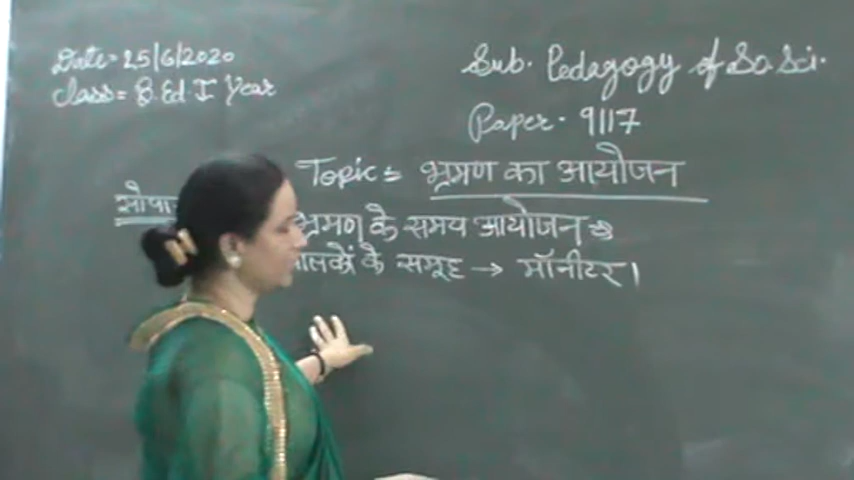 Date = 25/6/2020
Class = B.Ed. I Year
Sub. Pedagogy of So.Sci.
Paper. 9117
Topic = भ्रमण का आयोजन
भ्रमण के समय आयोजन
के समूह → मॉनीटर।